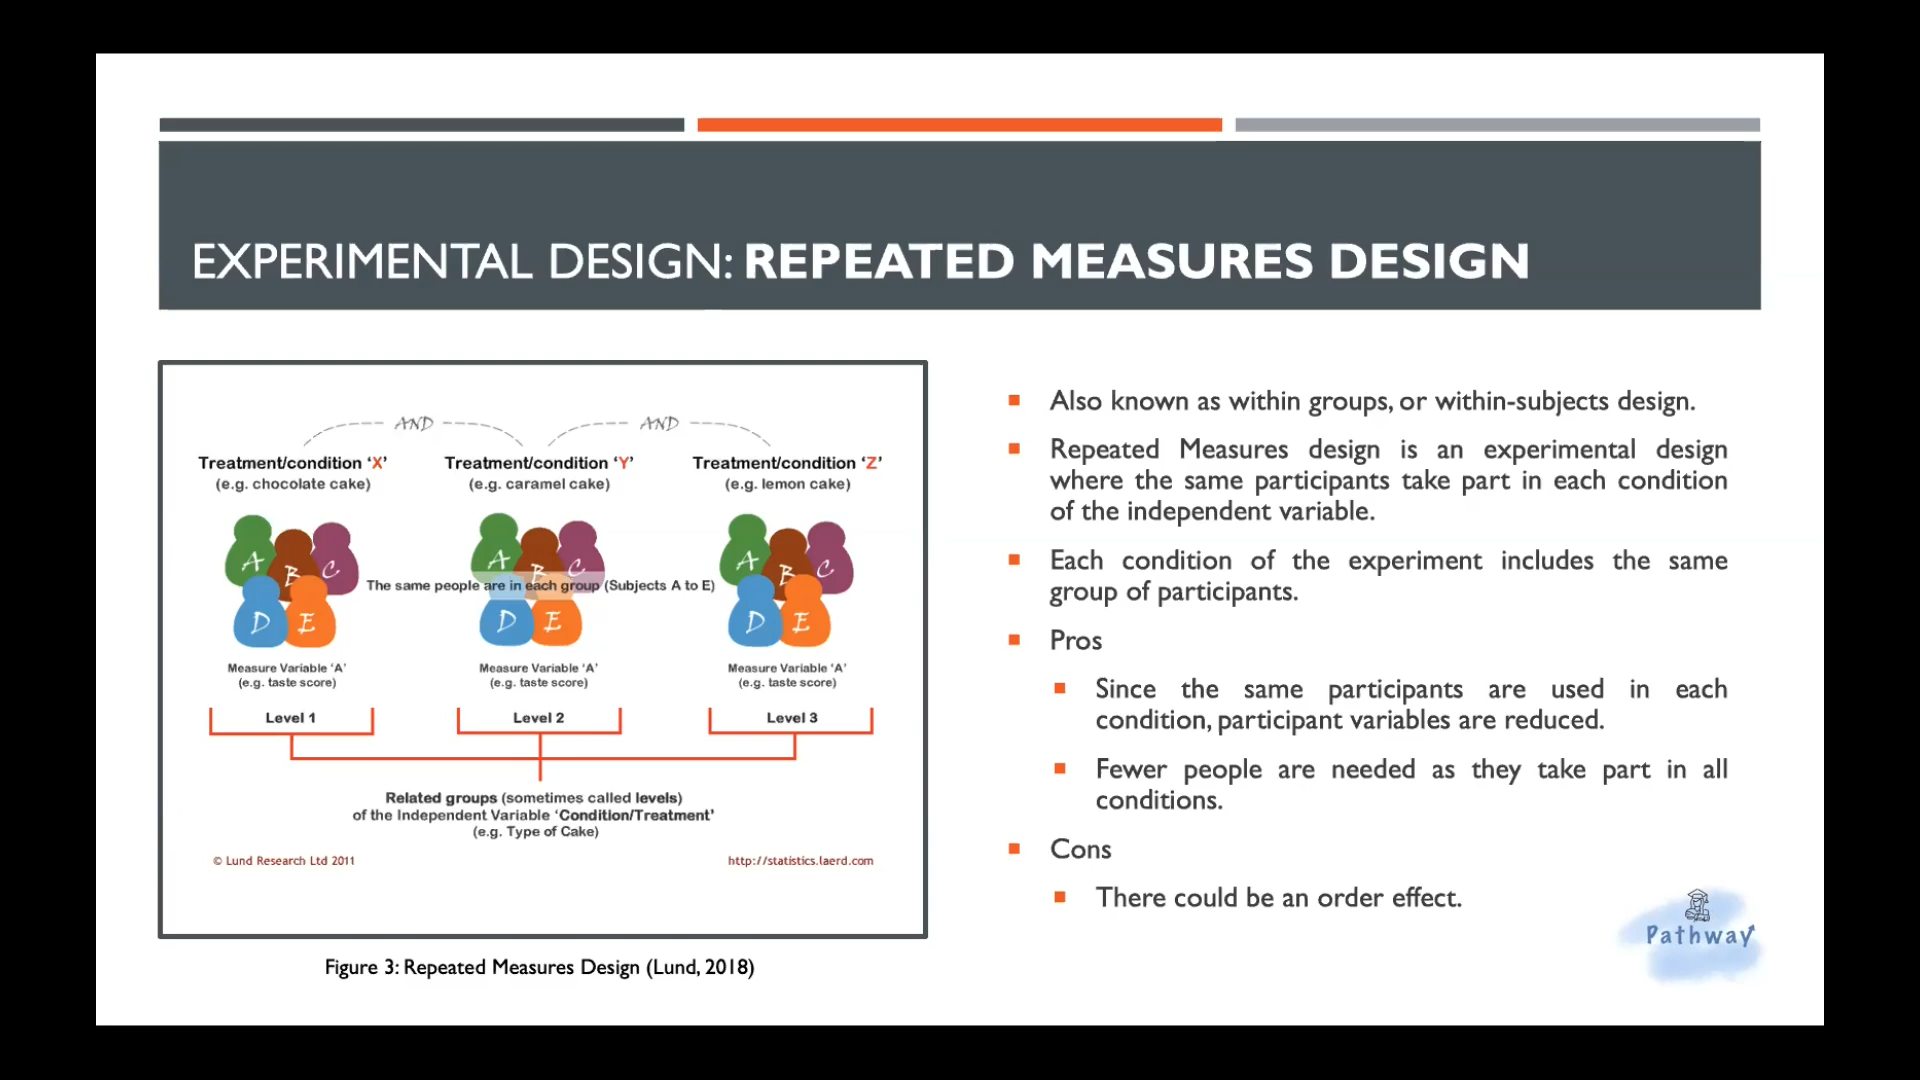 EXPERIMENTAL DESIGN: REPEATED MEASURES DESIGN
AND AND
Treatment/condition ‘X’ Treatment/condition ‘Y’ Treatment/condition ‘Z’
(e.g. chocolate cake) (e.g. caramel cake) (e.g. lemon cake)
A B C A B C A B C
The same people are in each group (Subjects A to E)
D E D E D E
Measure Variable ‘A’ Measure Variable ‘A’ Measure Variable ‘A’
(e.g. taste score) (e.g. taste score) (e.g. taste score)
Level 1 Level 2 Level 3
Related groups (sometimes called levels)
of the Independent Variable ‘Condition/Treatment’
(e.g. Type of Cake)
© Lund Research Ltd 2011 http://statistics.laerd.com
Figure 3: Repeated Measures Design (Lund, 2018)
Also known as within groups, or within-subjects design.
Repeated Measures design is an experimental design
where the same participants take part in each condition
of the independent variable.
Each condition of the experiment includes the same
group of participants.
Pros
Since the same participants are used in each
condition, participant variables are reduced.
Fewer people are needed as they take part in all
conditions.
Cons
There could be an order effect.
Pathway